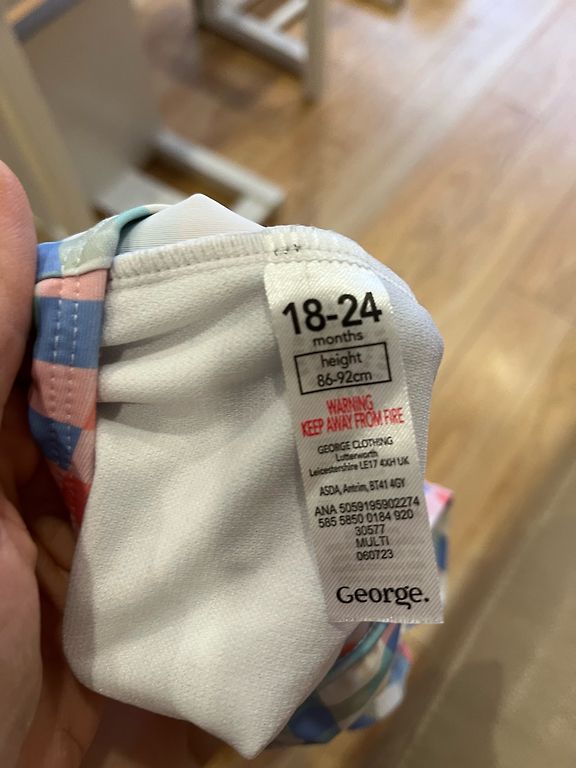 18-24
months
height
86-92cm
WARNING
KEEP AWAY FROM FIRE
GEORGE CLOTHING
Lutterworth
Leicestershire LE17 4XH UK
ASDA, Antrim, BT41 4GY
ANA 5059195902274
585 5850 0184 920
30577
MULTI
060723
George.